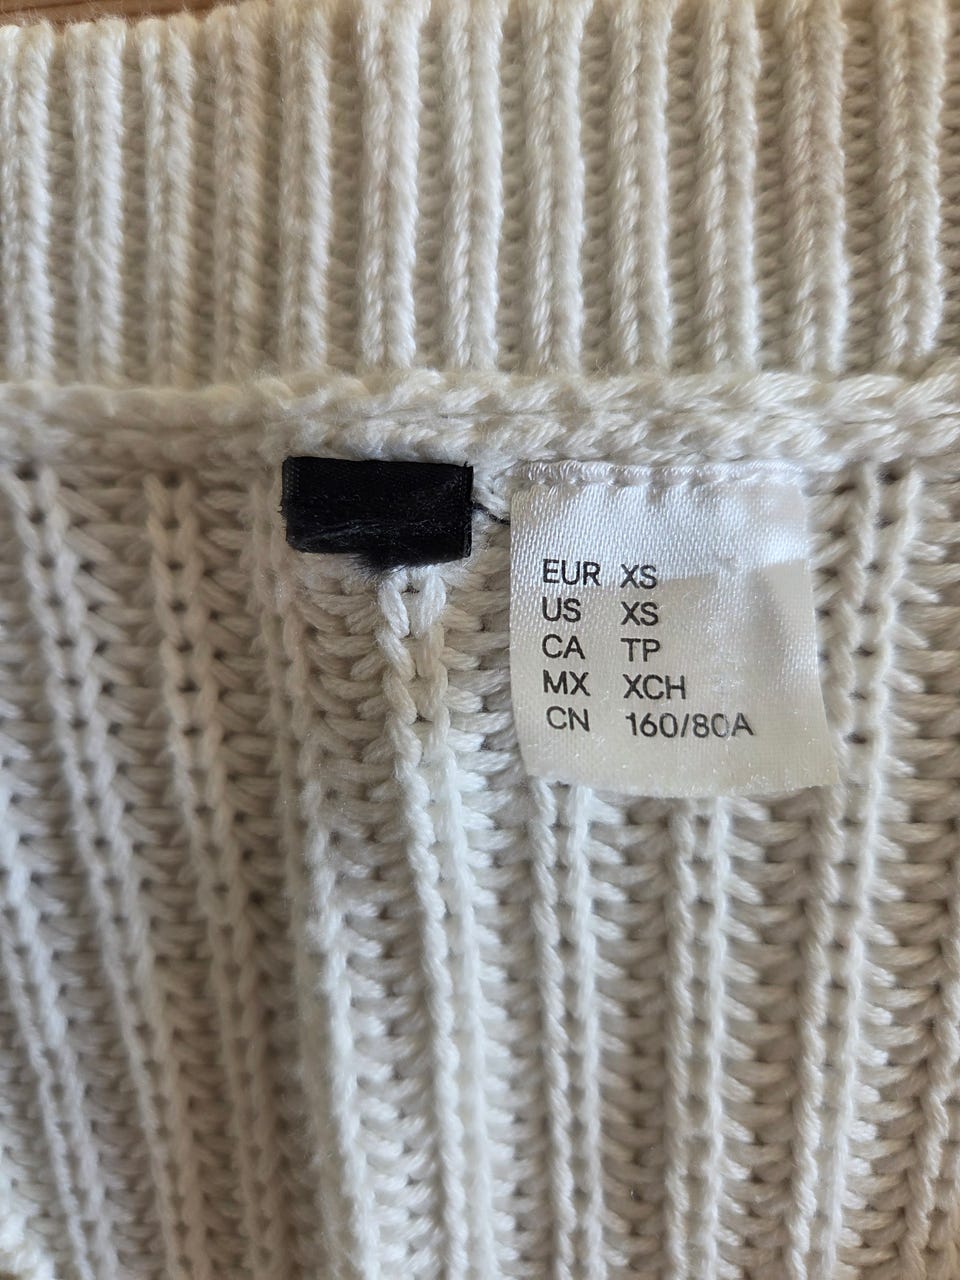 EUR XS
US XS
CA TP
MX XCH
CN 160/80A